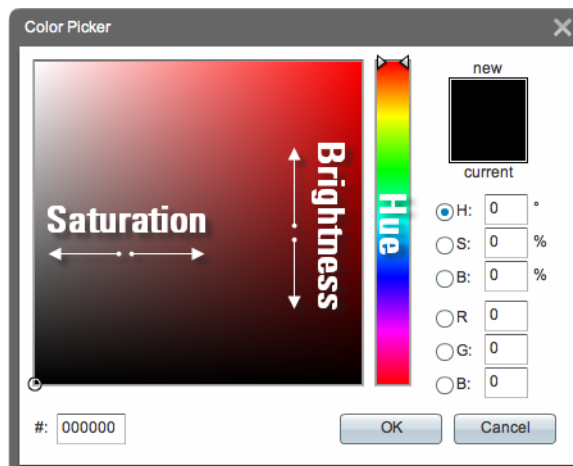 Color Picker
new
current
Saturation
Brightness
Hue
H: 0 °
S: 0 %
B: 0 %
R 0
G: 0
B: 0
#: 000000
OK
Cancel